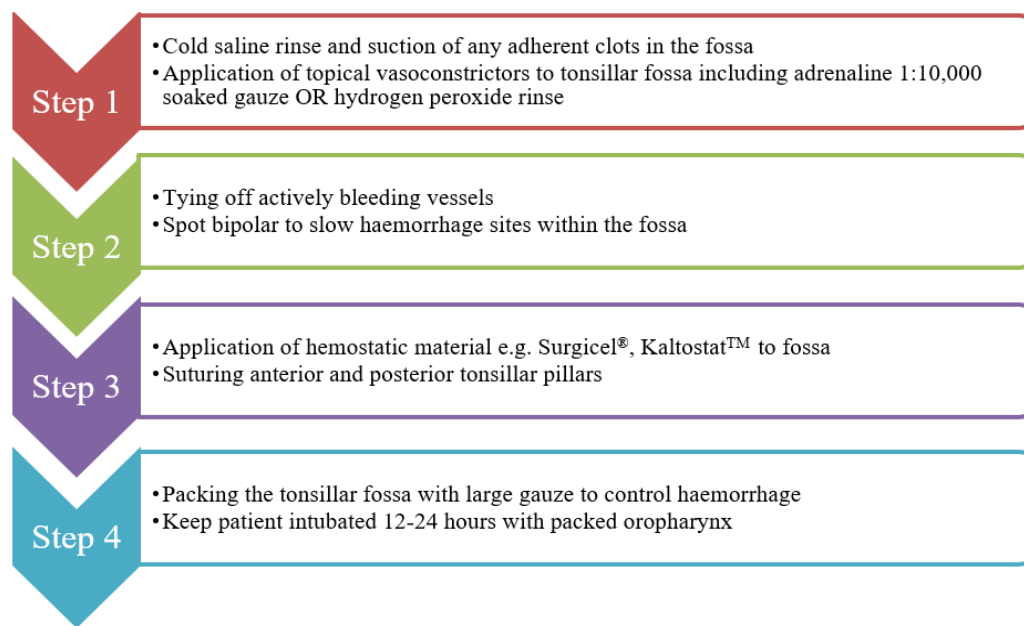 Step 1
•Cold saline rinse and suction of any adherent clots in the fossa
•Application of topical vasoconstrictors to tonsillar fossa including adrenaline 1:10,000
soaked gauze OR hydrogen peroxide rinse
Step 2
•Tying off actively bleeding vessels
•Spot bipolar to slow haemorrhage sites within the fossa
Step 3
•Application of hemostatic material e.g. Surgicel®, Kaltostat™ to fossa
•Suturing anterior and posterior tonsillar pillars
Step 4
•Packing the tonsillar fossa with large gauze to control haemorrhage
•Keep patient intubated 12-24 hours with packed oropharynx